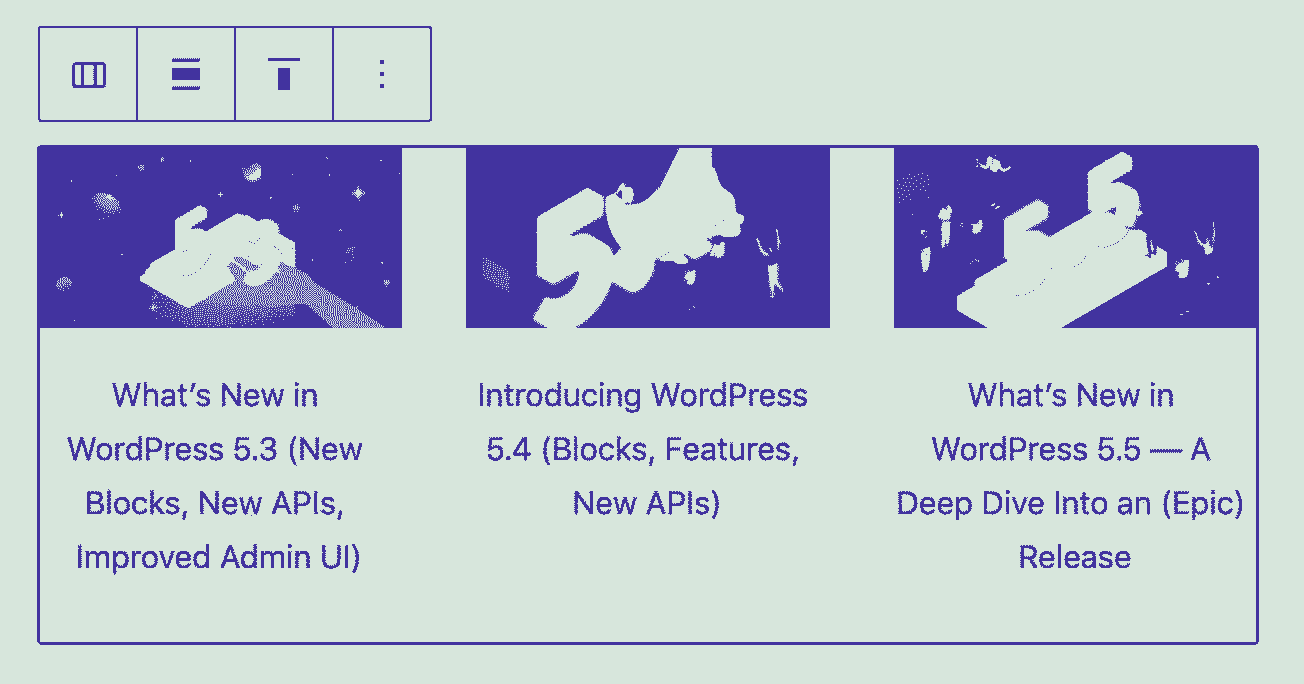 What’s New in
WordPress 5.3 (New
Blocks, New APIs,
Improved Admin UI)
Introducing WordPress
5.4 (Blocks, Features,
New APIs)
What’s New in
WordPress 5.5 — A
Deep Dive Into an (Epic)
Release